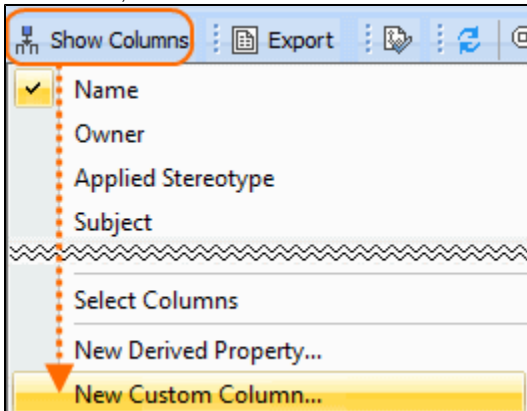 Show Columns Export
Name
Owner
Applied Stereotype
Subject
Select Columns
New Derived Property...
New Custom Column...